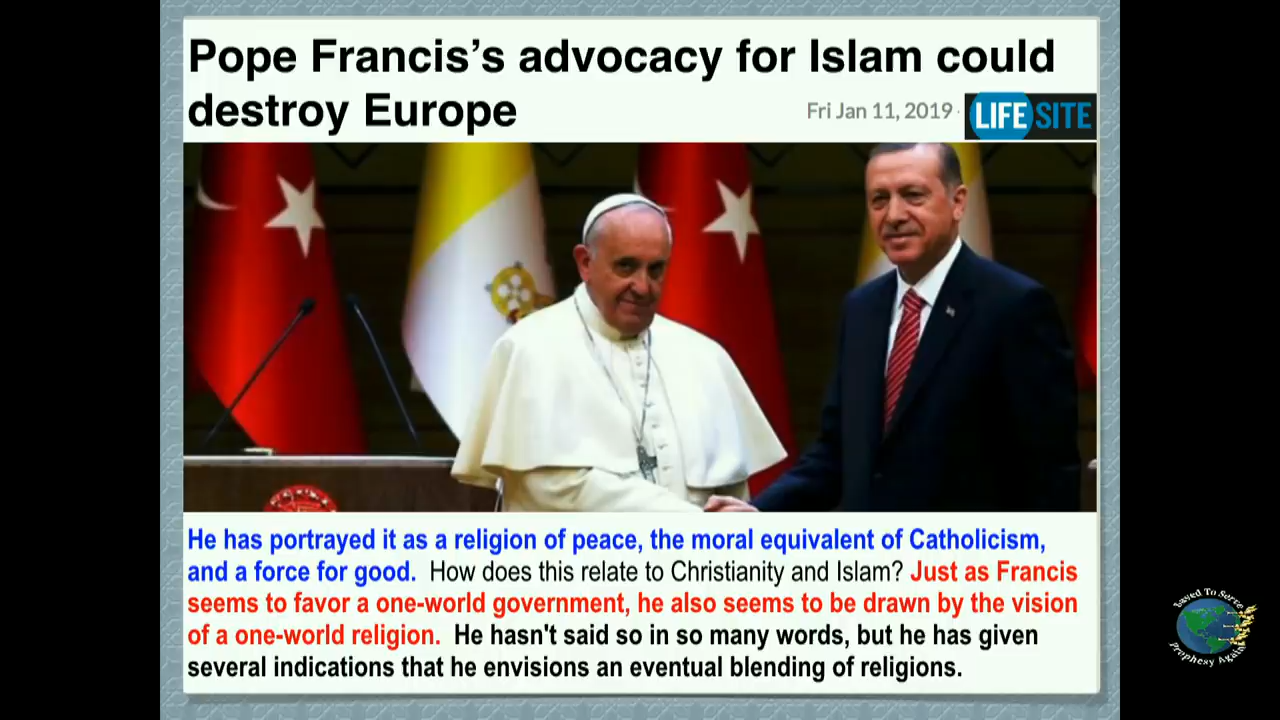 Pope Francis's advocacy for Islam could
destroy Europe
Fri Jan 11, 2019 ·
LIFE SITE
He has portrayed it as a religion of peace, the moral equivalent of Catholicism,
and a force for good. How does this relate to Christianity and Islam? Just as Francis
seems to favor a one-world government, he also seems to be drawn by the vision
of a one-world religion. He hasn't said so in so many words, but he has given
several indications that he envisions an eventual blending of religions.
Saved To Serve
Prophesy Again